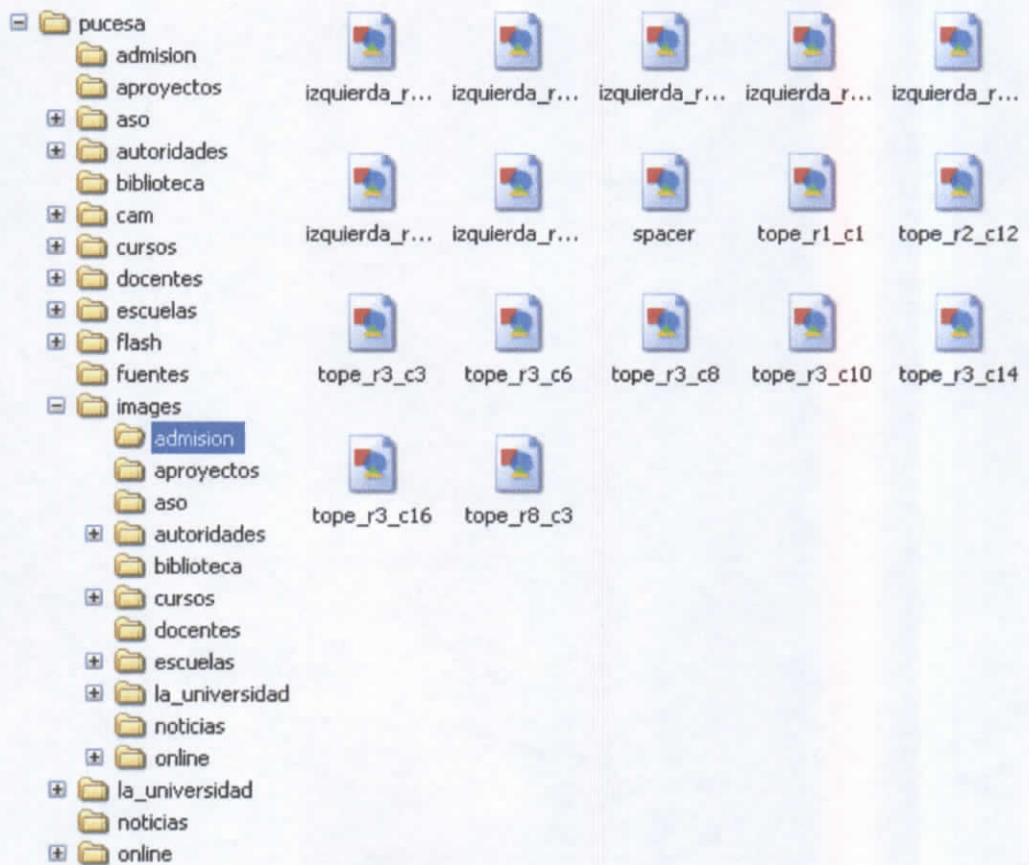 pucesa
admision
aproyectos
aso
autoridades
biblioteca
cam
cursos
docentes
escuelas
flash
fuentes
images
admision
aproyectos
aso
autoridades
biblioteca
cursos
docentes
escuelas
la_universidad
noticias
online
la_universidad
noticias
online
izquierda_r... izquierda_r... izquierda_r... izquierda_r... izquierda_r...
izquierda_r... izquierda_r... spacer tope_r1_c1 tope_r2_c12
tope_r3_c3 tope_r3_c6 tope_r3_c8 tope_r3_c10 tope_r3_c14
tope_r3_c16 tope_r8_c3